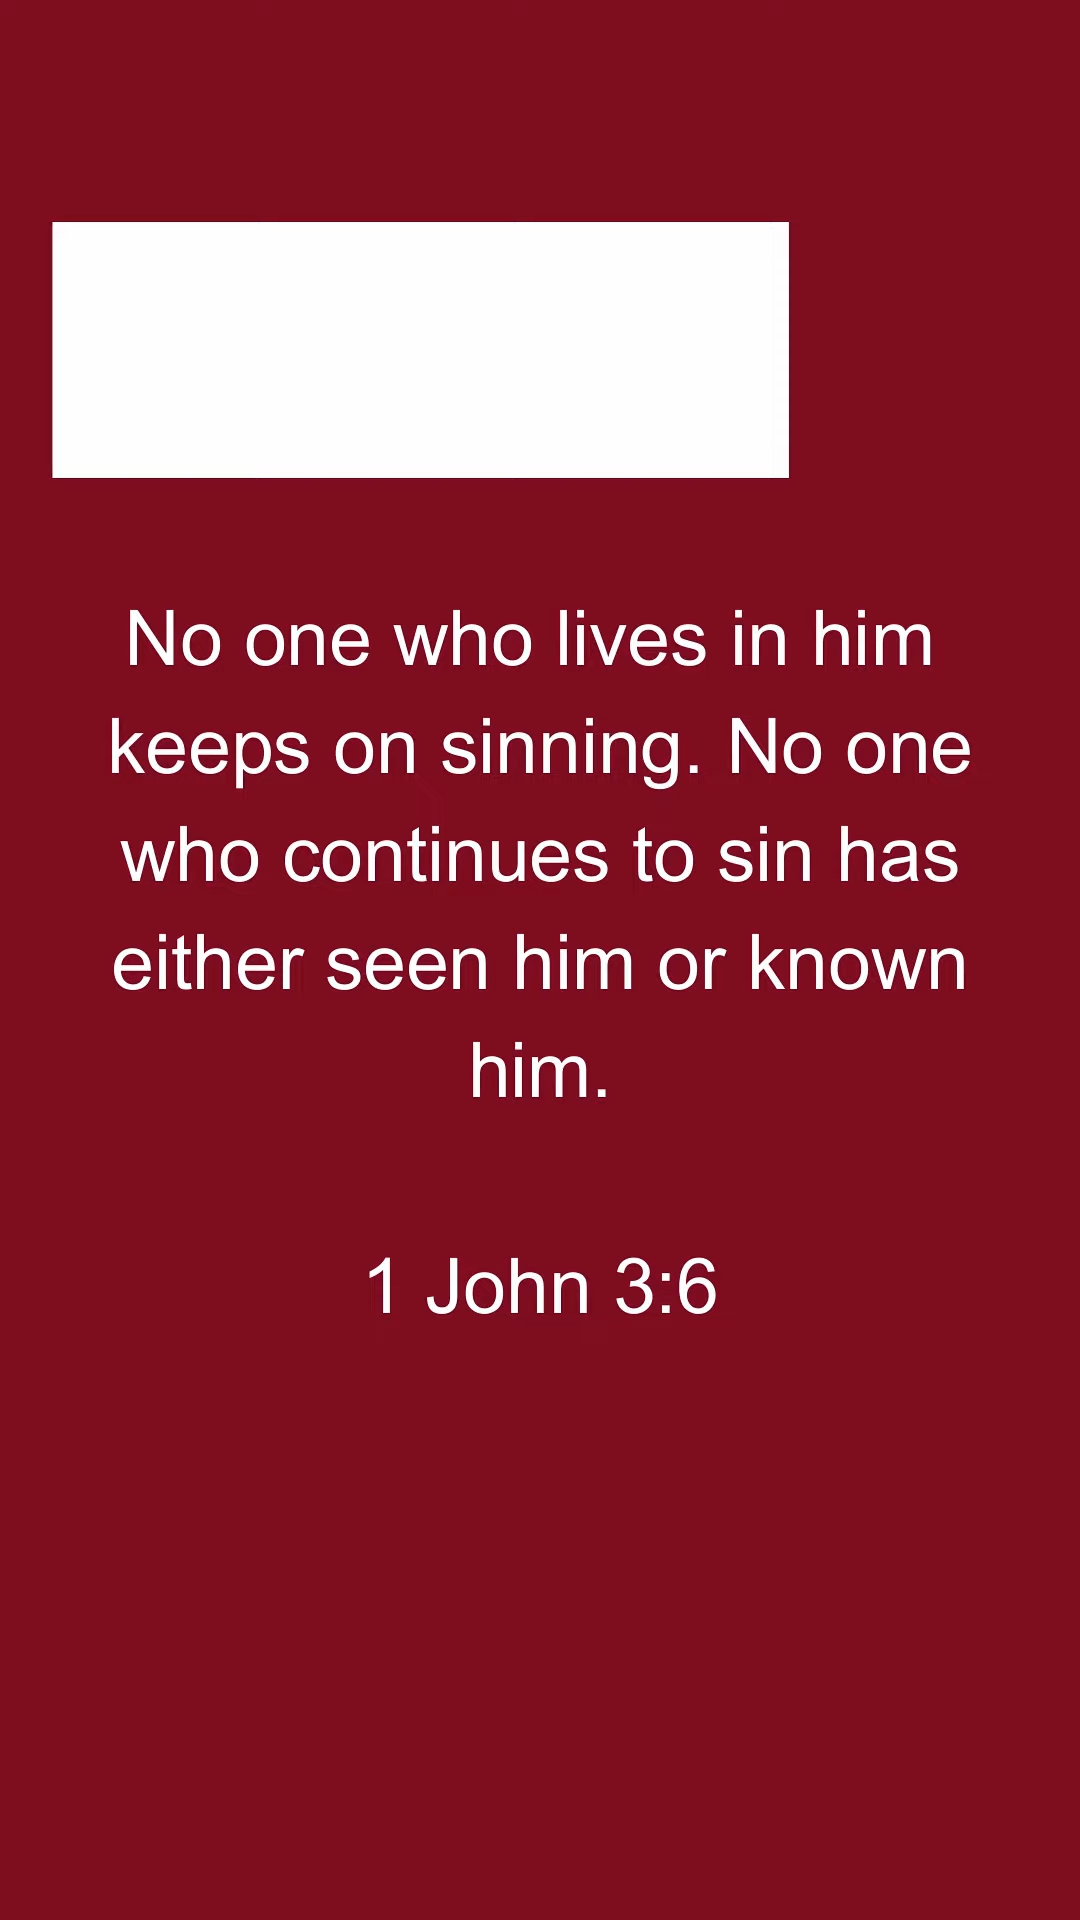 No one who lives in him
keeps on sinning. No one
who continues to sin has
either seen him or known
him.
1 John 3:6